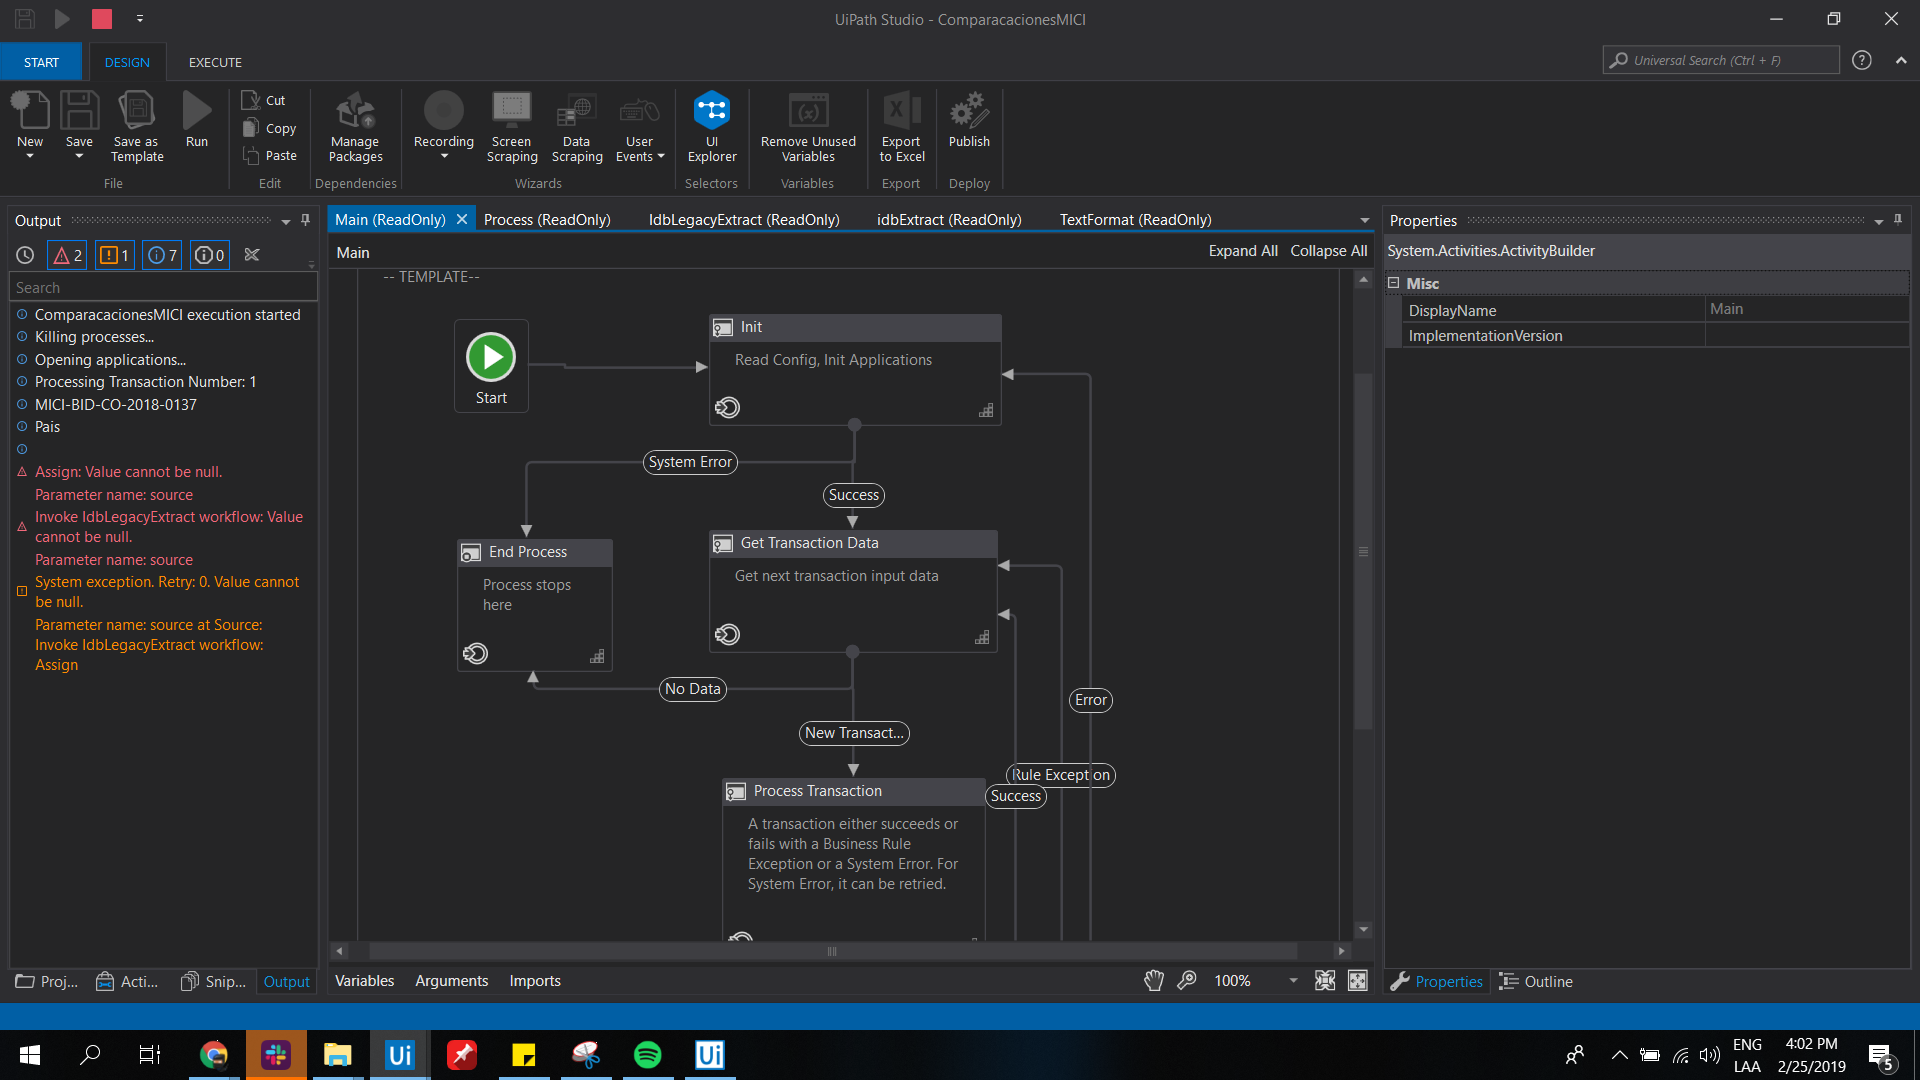 UiPath Studio - ComparacacionesMICI
START
DESIGN
EXECUTE
Universal Search (Ctrl + F)
New
Save
Save as
Template
Run
File
Cut
Copy
Paste
Edit
Manage
Packages
Dependencies
Recording
Screen
Scraping
Data
Scraping
User
Events
Wizards
UI
Explorer
Selectors
Remove Unused
Variables
Variables
Export
to Excel
Export
Publish
Deploy
Output
2
1
7
0
Search
ComparacacionesMICI execution started
Killing processes...
Opening applications...
Processing Transaction Number: 1
MICI-BID-CO-2018-0137
Pais
Assign: Value cannot be null.
Parameter name: source
Invoke IdbLegacyExtract workflow: Value
cannot be null.
Parameter name: source
System exception. Retry: 0. Value cannot
be null.
Parameter name: source at Source:
Invoke IdbLegacyExtract workflow:
Assign
Proj...
Acti...
Snip...
Output
Main (ReadOnly)
Process (ReadOnly)
IdbLegacyExtract (ReadOnly)
idbExtract (ReadOnly)
TextFormat (ReadOnly)
Main
Expand All
Collapse All
-- TEMPLATE--
Start
Init
Read Config, Init Applications
System Error
Success
End Process
Process stops
here
Get Transaction Data
Get next transaction input data
No Data
New Transact...
Error
Rule Exception
Success
Process Transaction
A transaction either succeeds or
fails with a Business Rule
Exception or a System Error. For
System Error, it can be retried.
Variables
Arguments
Imports
100%
Properties
System.Activities.ActivityBuilder
Misc
DisplayName
Main
ImplementationVersion
Properties
Outline
Ui
Ui
ENG
LAA
4:02 PM
2/25/2019
5